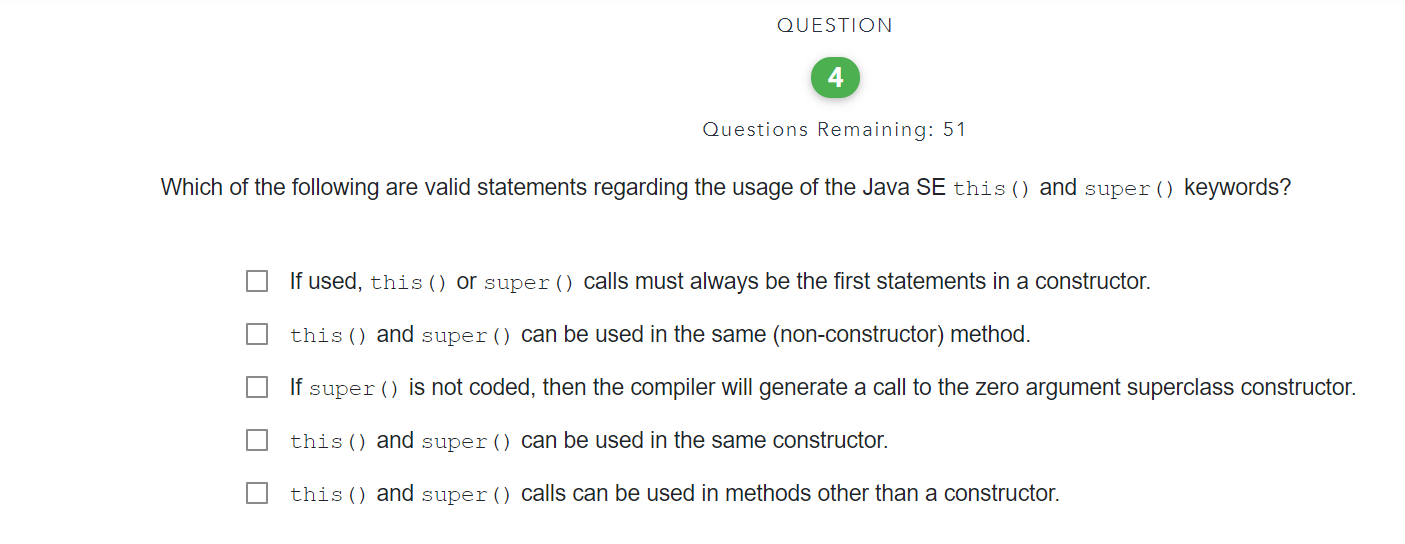 QUESTION
4
Questions Remaining: 51
Which of the following are valid statements regarding the usage of the Java SE this() and super() keywords?
If used, this() or super() calls must always be the first statements in a constructor.
this() and super() can be used in the same (non-constructor) method.
If super() is not coded, then the compiler will generate a call to the zero argument superclass constructor.
this() and super() can be used in the same constructor.
this() and super() calls can be used in methods other than a constructor.